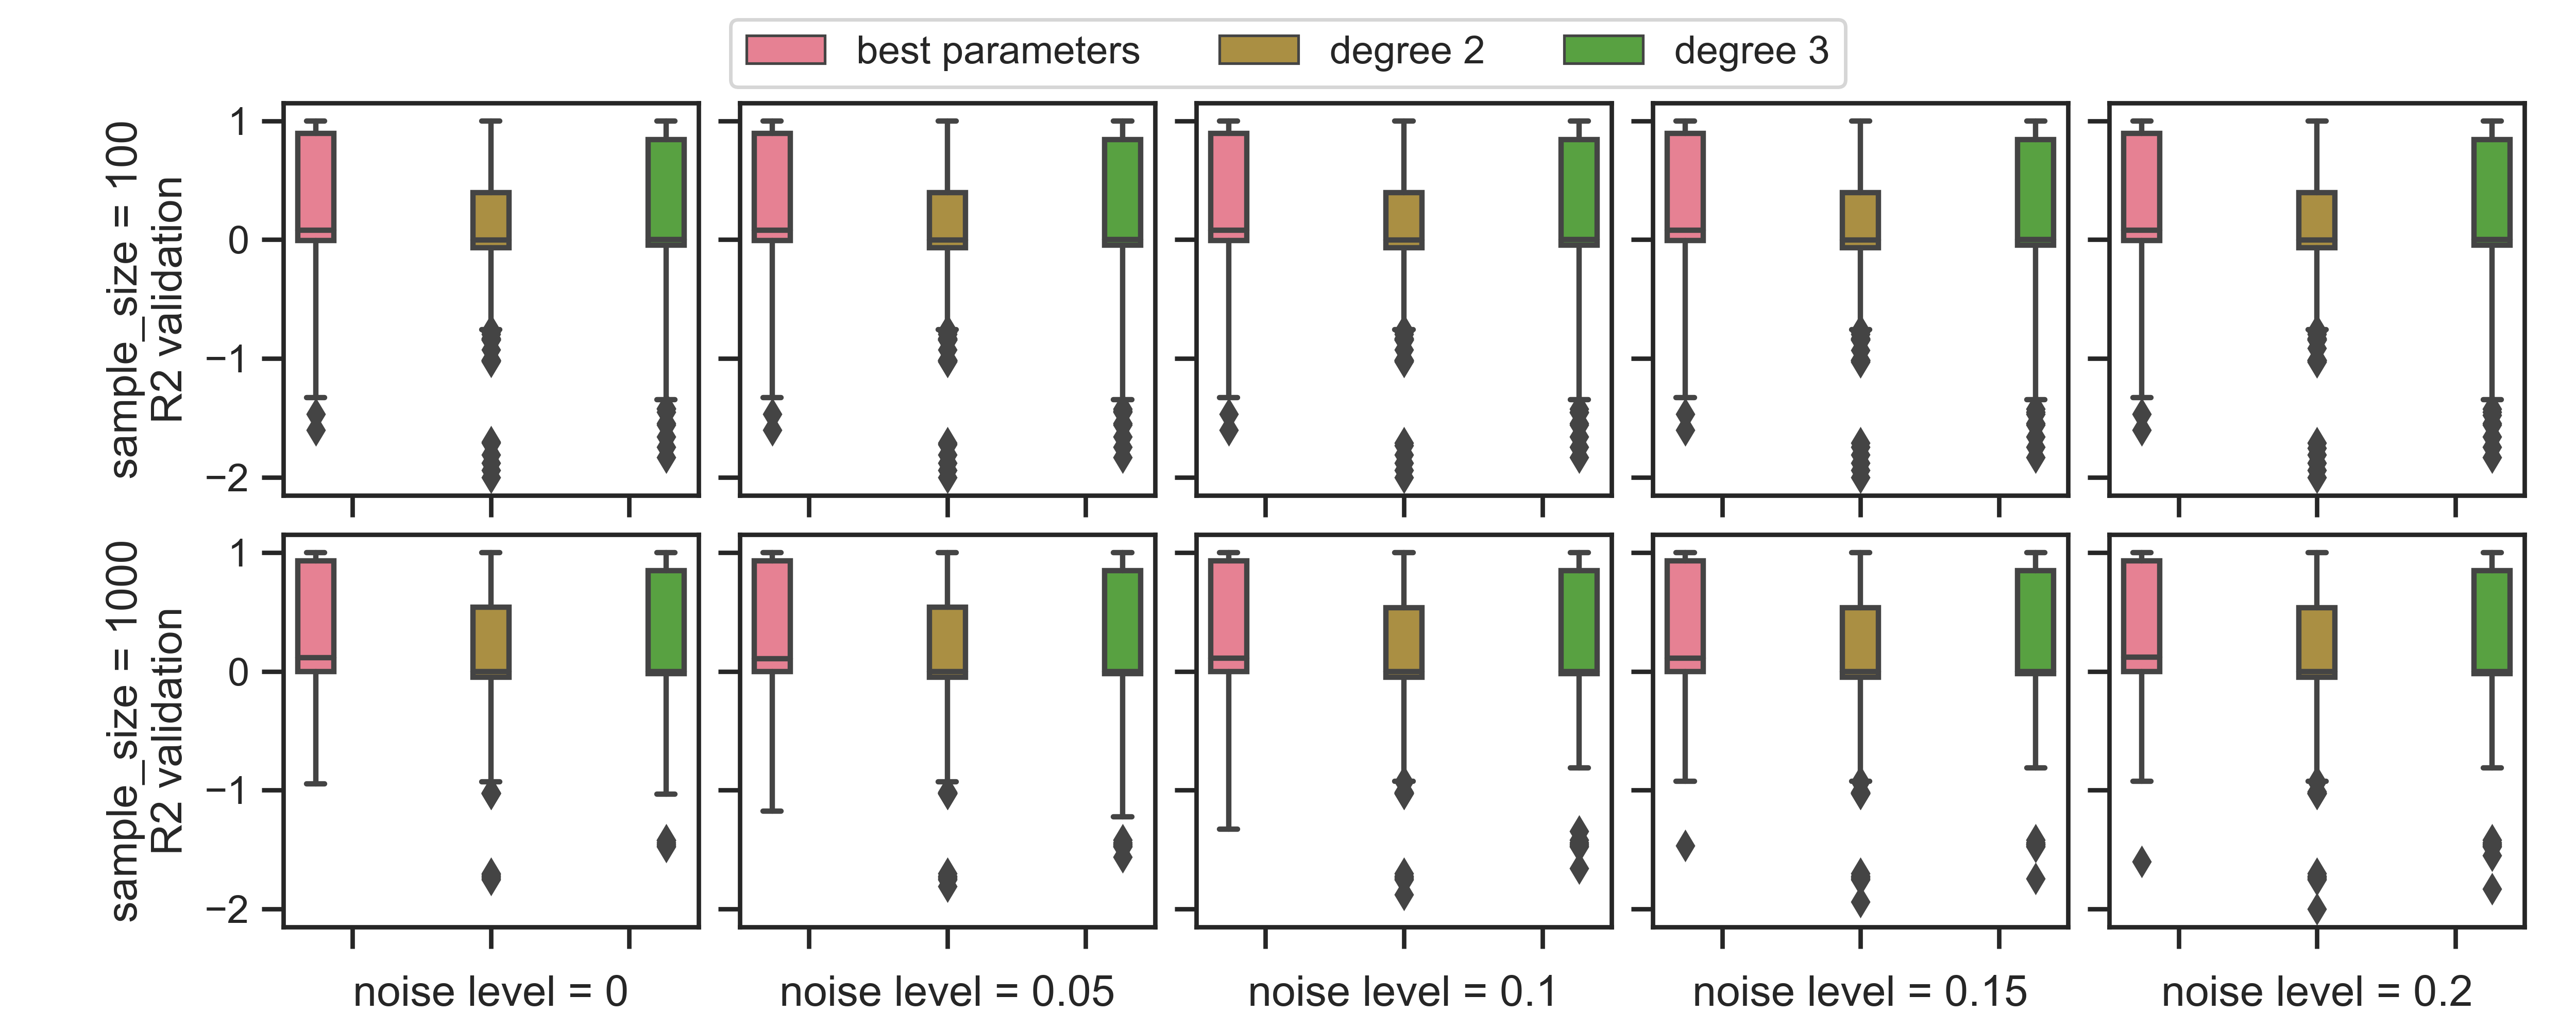 best parameters degree 2 degree 3
sample_size = 100
R2 validation
1
0
−1
−2
sample_size = 1000
R2 validation
1
0
−1
−2
noise level = 0 noise level = 0.05 noise level = 0.1 noise level = 0.15 noise level = 0.2